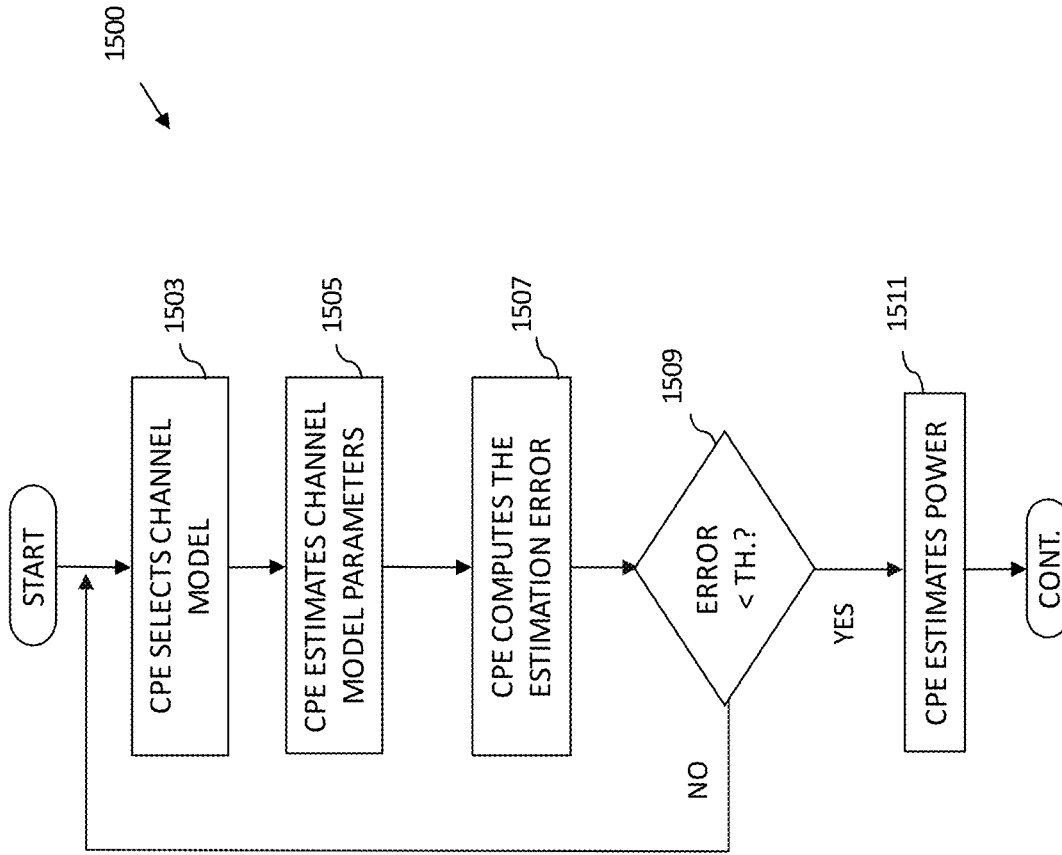 1500
START
CPE SELECTS CHANNEL
MODEL
1503
CPE ESTIMATES CHANNEL
MODEL PARAMETERS
1505
CPE COMPUTES THE
ESTIMATION ERROR
1507
ERROR
< TH.?
1509
NO
YES
CPE ESTIMATES POWER
1511
CONT.